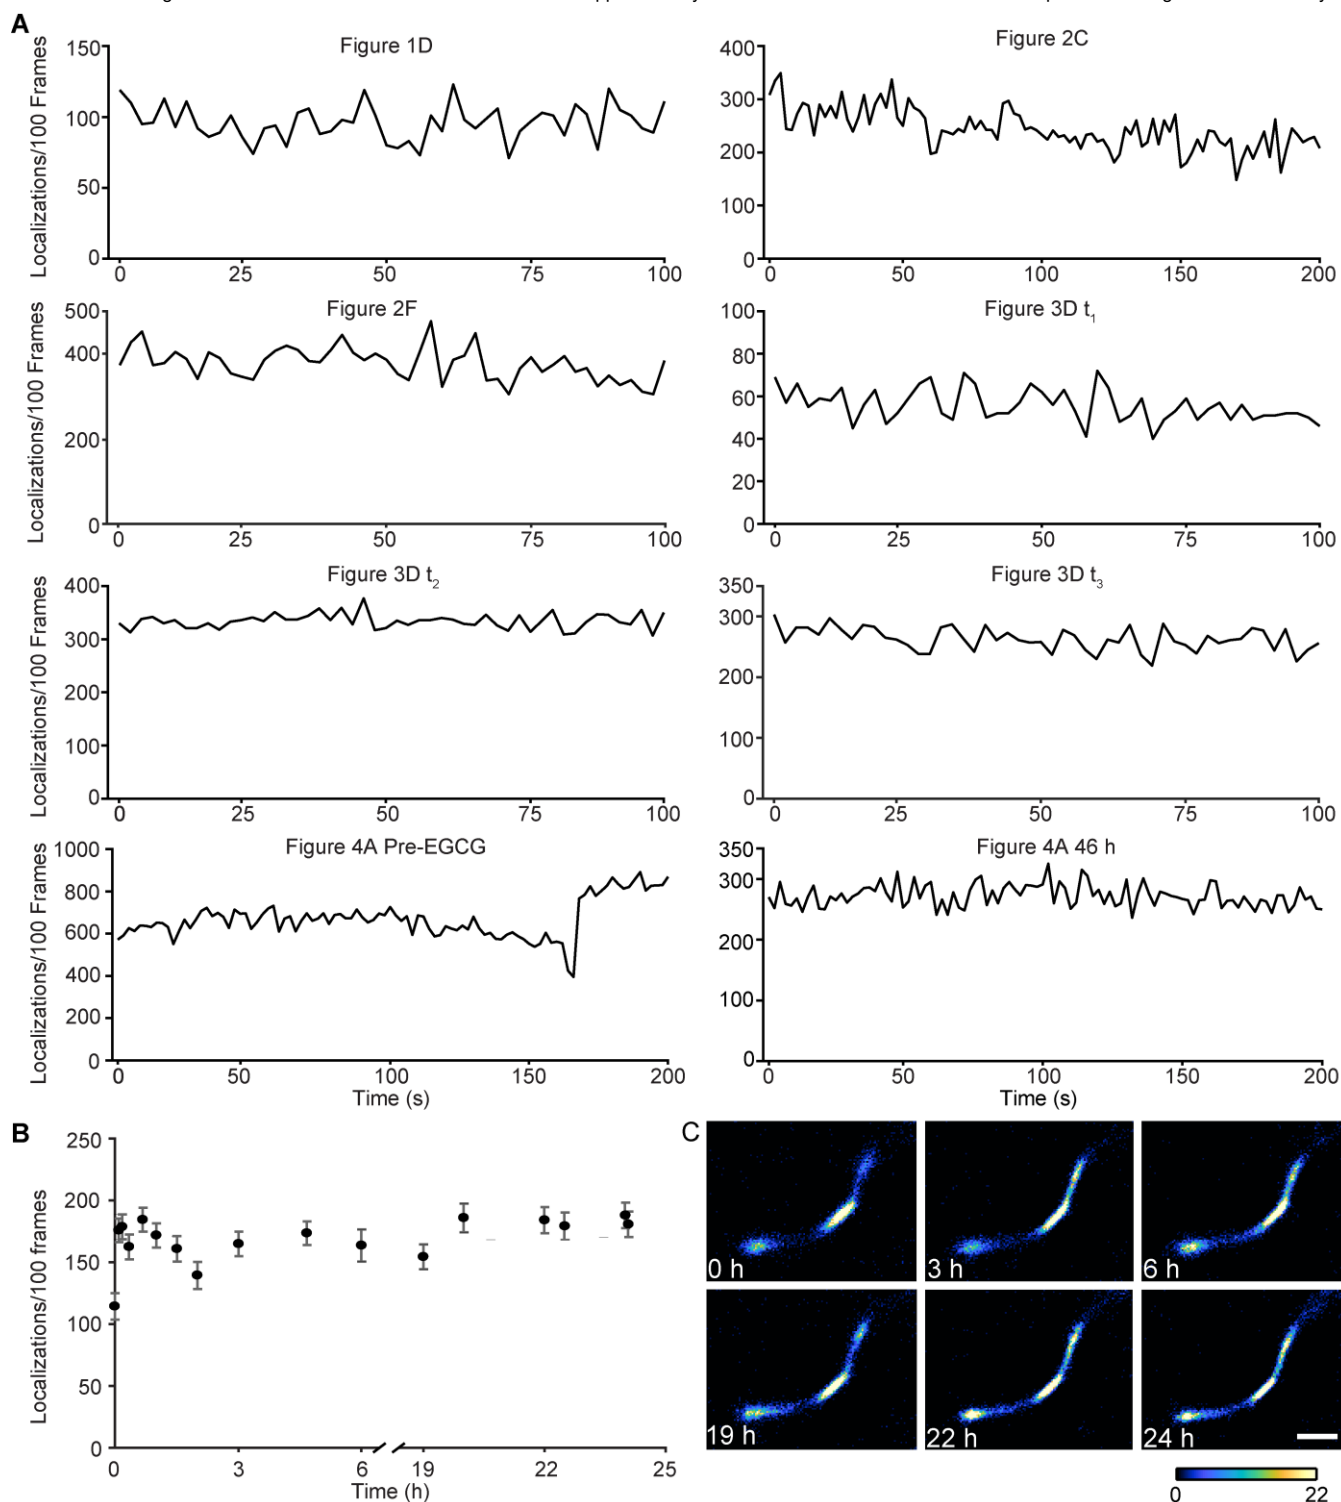 A
Figure 1D
Localizations/100 Frames
150
100
50
0
0 25 50 75 100
Figure 2C
400
300
200
100
0
0 50 100 150 200
Figure 2F
Localizations/100 Frames
500
400
200
0
0 25 50 75 100
Figure 3D t1
100
80
60
40
20
0
0 25 50 75 100
Figure 3D t2
Localizations/100 Frames
400
300
200
100
0
0 25 50 75 100
Figure 3D t3
350
300
200
100
0
0 25 50 75 100
Figure 4A Pre-EGCG
Localizations/100 Frames
1000
800
600
400
200
0
0 50 100 150 200
Time (s)
Figure 4A 46 h
350
300
200
100
0
0 50 100 150 200
Time (s)
B
Localizations/100 frames
250
200
150
100
50
0
0 3 6 19 22 25
Time (h)
C
0 h
3 h
6 h
19 h
22 h
24 h
0 22